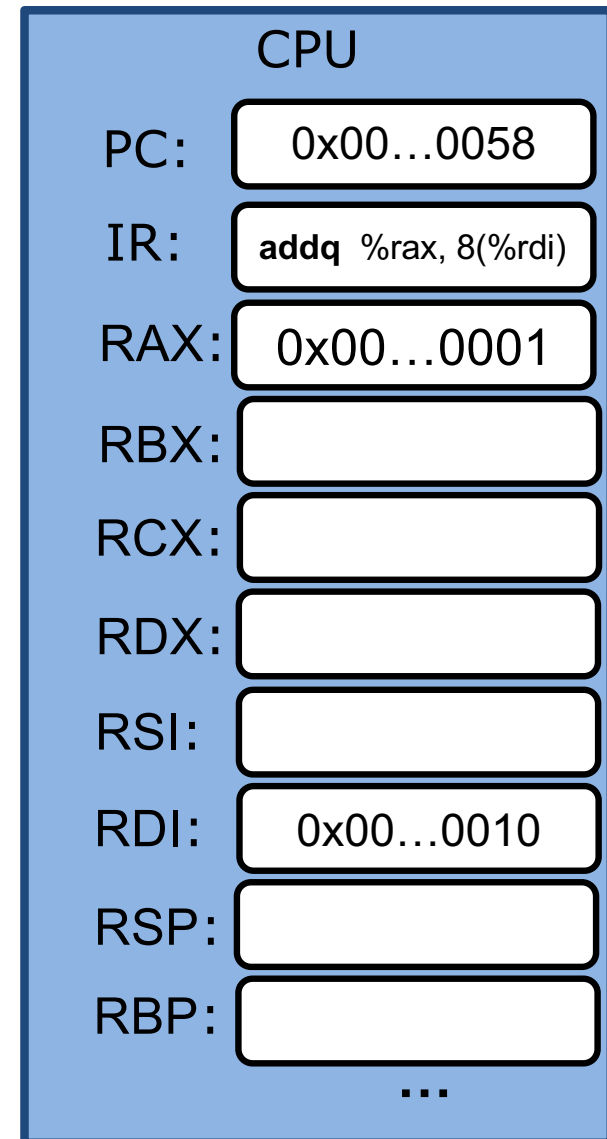 CPU
PC: 0x00...0058
IR: addq %rax, 8(%rdi)
RAX: 0x00...0001
RBX:
RCX:
RDX:
RSI:
RDI: 0x00...0010
RSP:
RBP:
...